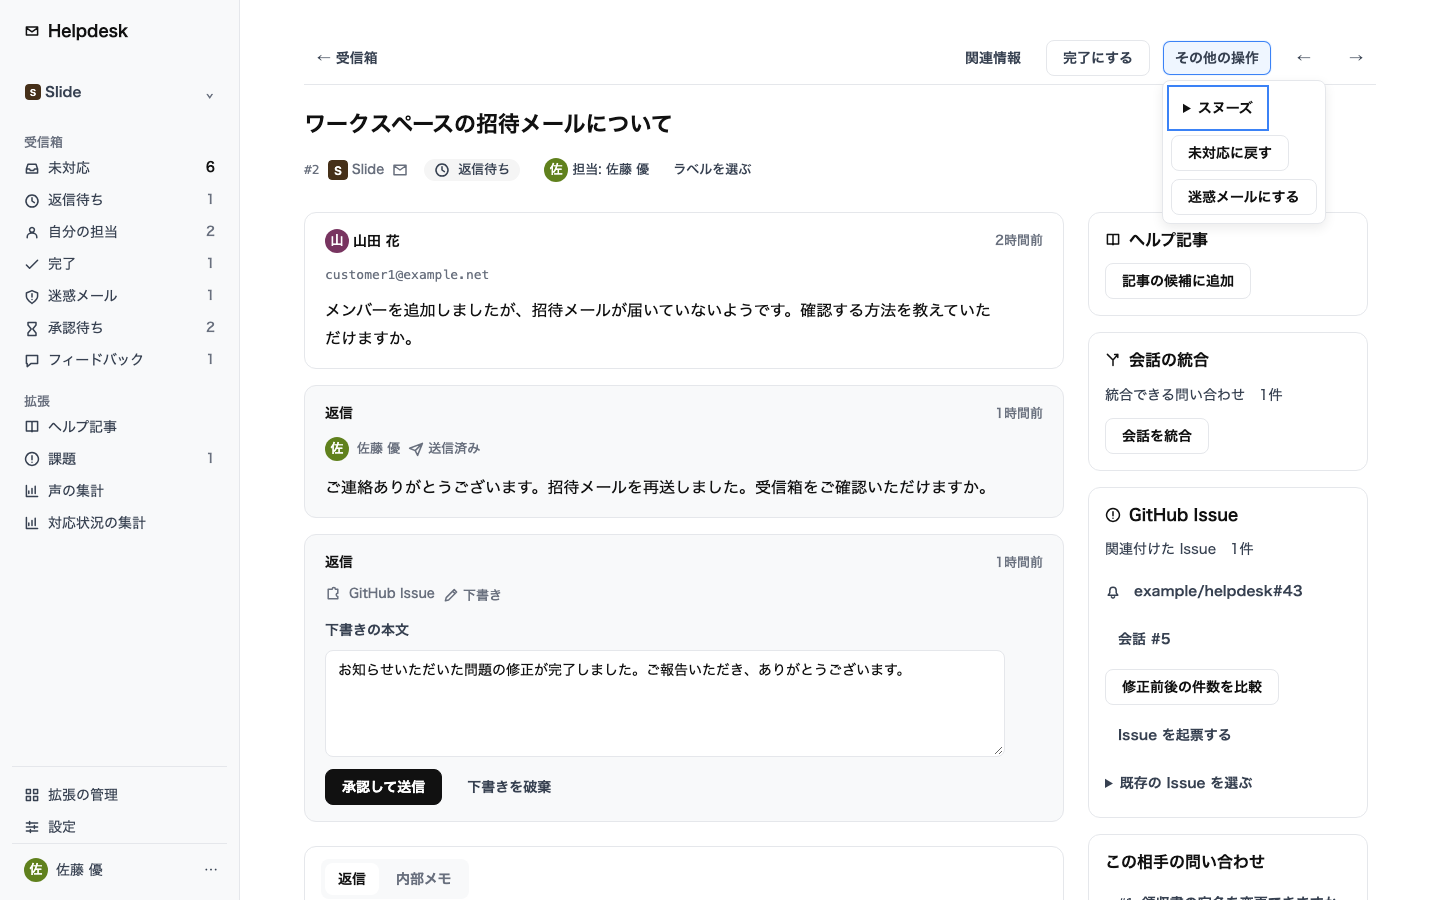 Helpdesk
S Slide
受信箱
未対応 6
返信待ち 1
自分の担当 2
完了 1
迷惑メール 1
承認待ち 2
フィードバック 1
拡張
ヘルプ記事
課題 1
声の集計
対応状況の集計
拡張の管理
設定
佐 佐藤 優 …
← 受信箱
関連情報
完了にする
その他の操作
← →
▶ スヌーズ
未対応に戻す
迷惑メールにする
ワークスペースの招待メールについて
#2 S Slide 返信待ち 佐 担当: 佐藤 優 ラベルを選ぶ
山 山田 花 2時間前
customer1@example.net
メンバーを追加しましたが、招待メールが届いていないようです。確認する方法を教えていた
だけますか。
返信 1時間前
佐 佐藤 優 送信済み
ご連絡ありがとうございます。招待メールを再送しました。受信箱をご確認いただけますか。
返信 1時間前
GitHub Issue 下書き
下書きの本文
お知らせいただいた問題の修正が完了しました。ご報告いただき、ありがとうございます。
承認して送信 下書きを破棄
返信 内部メモ
ヘルプ記事
記事の候補に追加
会話の統合
統合できる問い合わせ 1件
会話を統合
GitHub Issue
関連付けた Issue 1件
example/helpdesk#43
会話 #5
修正前後の件数を比較
Issue を起票する
▶ 既存の Issue を選ぶ
この相手の問い合わせ